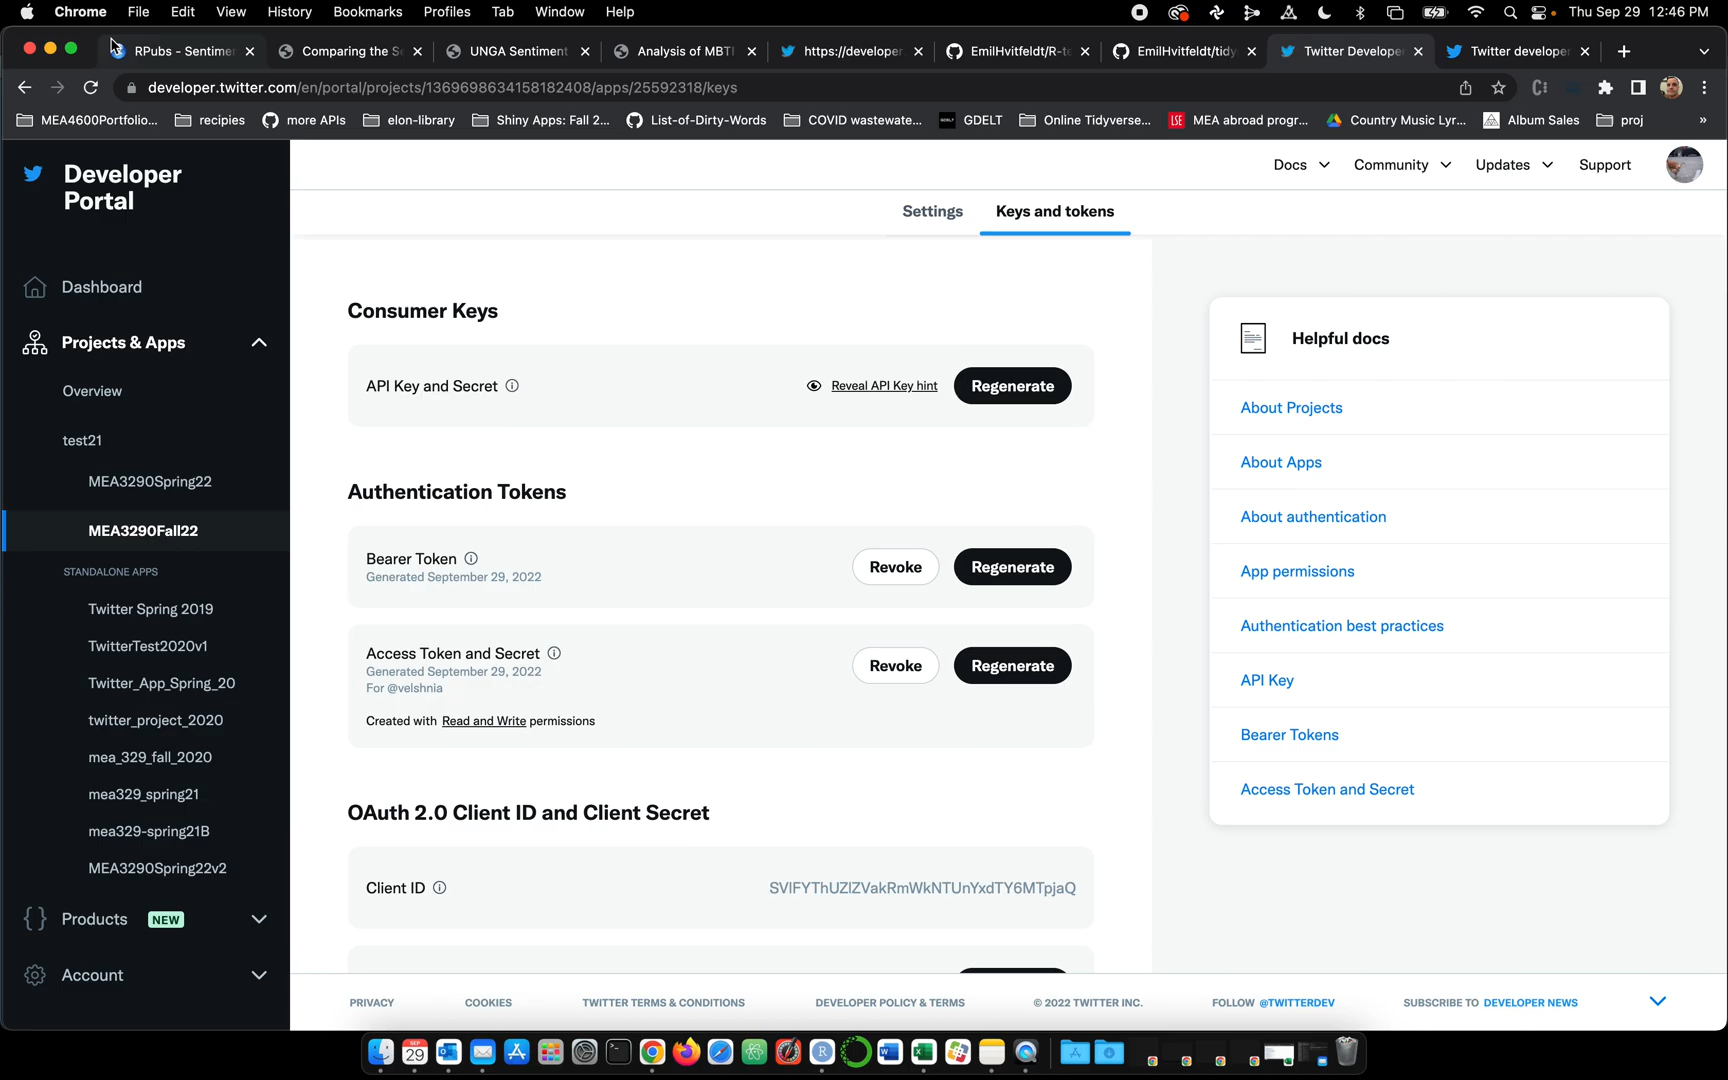 Chrome File Edit View History Bookmarks Profiles Tab Window Help Thu Sep 29 12:46 PM
RPubs - Sentime Comparing the S UNGA Sentiment Analysis of MBTI https://developer EmilHvitfeldt/R-te EmilHvitfeldt/tidy Twitter Develope Twitter develope
developer.twitter.com/en/portal/projects/1369698634158182408/apps/25592318/keys
MEA4600Portfolio... recipies more APIs elon-library Shiny Apps: Fall 2... List-of-Dirty-Words COVID wastewate... GDELT Online Tidyverse... LSE MEA abroad progr... Country Music Lyr... Album Sales proj »
Developer
Portal
Docs Community Updates Support
Settings Keys and tokens
Dashboard
Projects & Apps
Overview
test21
MEA3290Spring22
MEA3290Fall22
STANDALONE APPS
Twitter Spring 2019
TwitterTest2020v1
Twitter_App_Spring_20
twitter_project_2020
mea_329_fall_2020
mea329_spring21
mea329-spring21B
MEA3290Spring22v2
Products NEW
Account
Consumer Keys
API Key and Secret Reveal API Key hint Regenerate
Authentication Tokens
Bearer Token Revoke Regenerate
Generated September 29, 2022
Access Token and Secret Revoke Regenerate
Generated September 29, 2022
For @velshnia
Created with Read and Write permissions
OAuth 2.0 Client ID and Client Secret
Client ID SVlFYThUZlZVakRmWkNTUnYxdTY6MTpjaQ
Helpful docs
About Projects
About Apps
About authentication
App permissions
Authentication best practices
API Key
Bearer Tokens
Access Token and Secret
PRIVACY COOKIES TWITTER TERMS & CONDITIONS DEVELOPER POLICY & TERMS © 2022 TWITTER INC. FOLLOW @TWITTERDEV SUBSCRIBE TO DEVELOPER NEWS
SEP
29